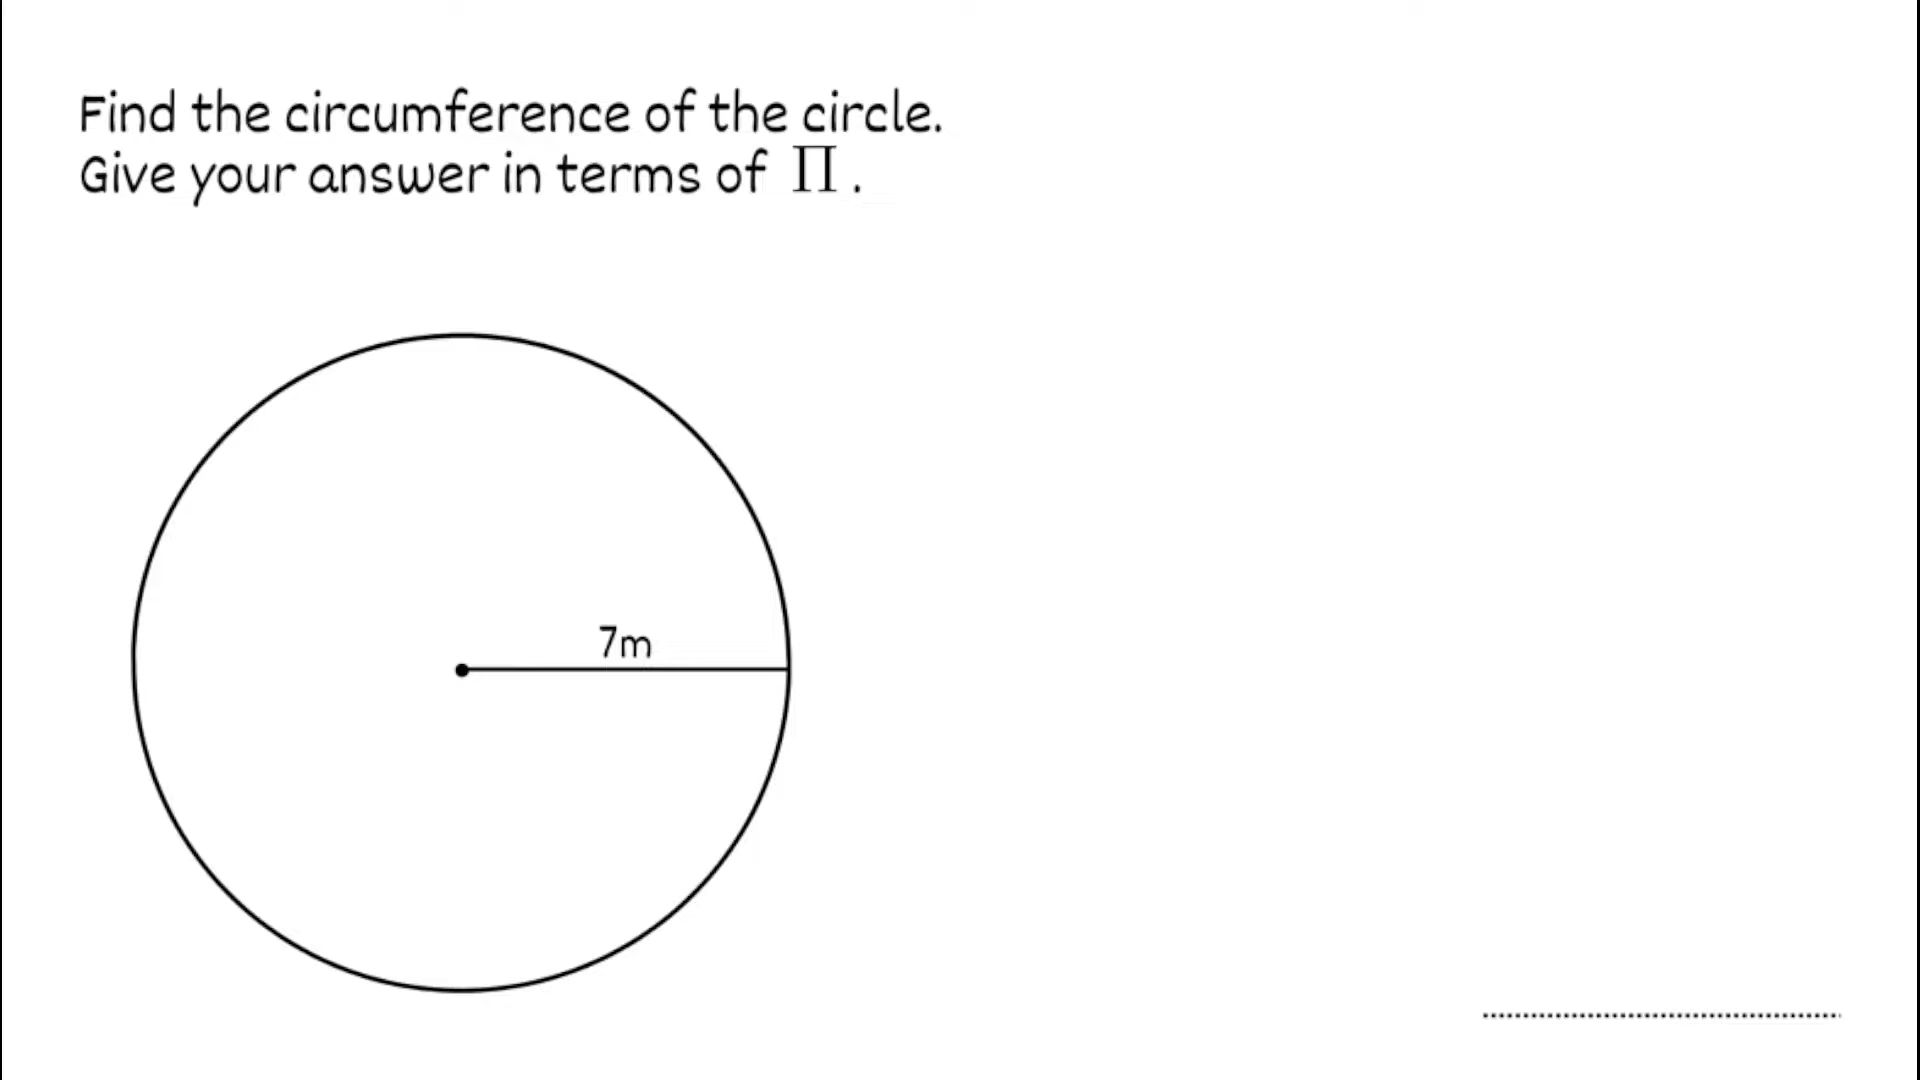 Find the circumference of the circle.
Give your answer in terms of Π.
7m